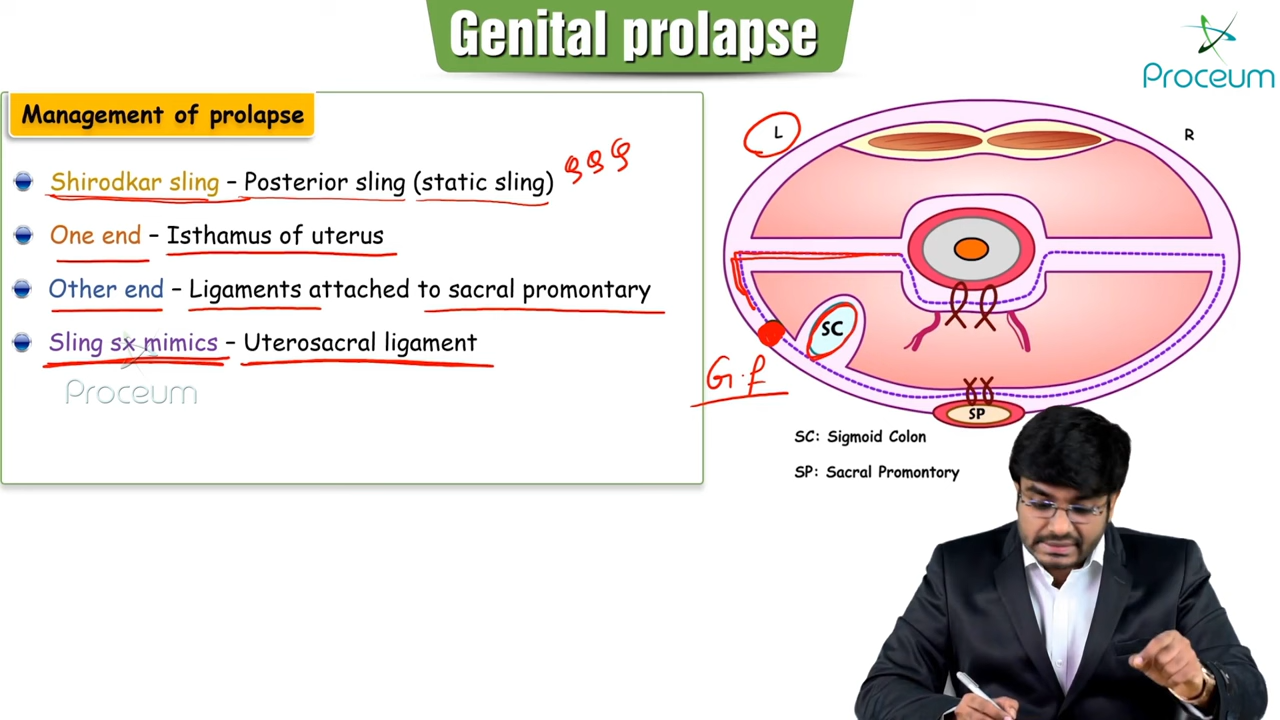 Genital prolapse
Proceum
Management of prolapse
Shirodkar sling – Posterior sling (static sling)
One end – Isthamus of uterus
Other end – Ligaments attached to sacral promontary
Sling sx mimics – Uterosacral ligament
Proceum
L
R
SC
G.f
SP
SC: Sigmoid Colon
SP: Sacral Promontory